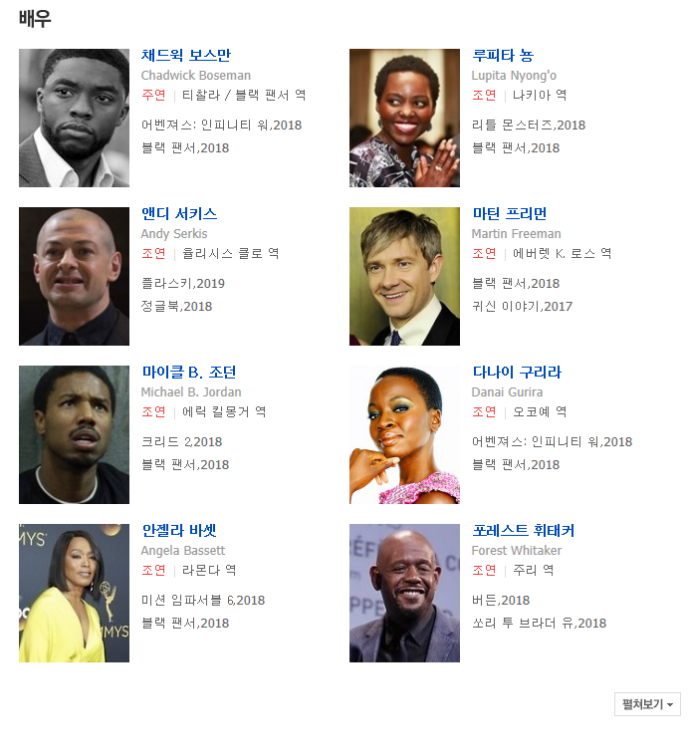 배우
채드윅 보스만
Chadwick Boseman
주연 | 티찰라 / 블랙 팬서 역
어벤져스: 인피니티 워,2018
블랙 팬서,2018
루피타 뇽
Lupita Nyong'o
조연 | 나키아 역
리틀 몬스터즈,2018
블랙 팬서,2018
앤디 서키스
Andy Serkis
조연 | 율리시스 클로 역
플라스키,2019
정글북,2018
마틴 프리먼
Martin Freeman
조연 | 에버렛 K. 로스 역
블랙 팬서,2018
귀신 이야기,2017
마이클 B. 조던
Michael B. Jordan
조연 | 에릭 킬몽거 역
크리드 2,2018
블랙 팬서,2018
다나이 구리라
Danai Gurira
조연 | 오코예 역
어벤져스: 인피니티 워,2018
블랙 팬서,2018
안젤라 바셋
Angela Bassett
조연 | 라몬다 역
미션 임파서블 6,2018
블랙 팬서,2018
포레스트 휘태커
Forest Whitaker
조연 | 주리 역
버든,2018
쏘리 투 브라더 유,2018
MYS
MMYS
펼쳐보기